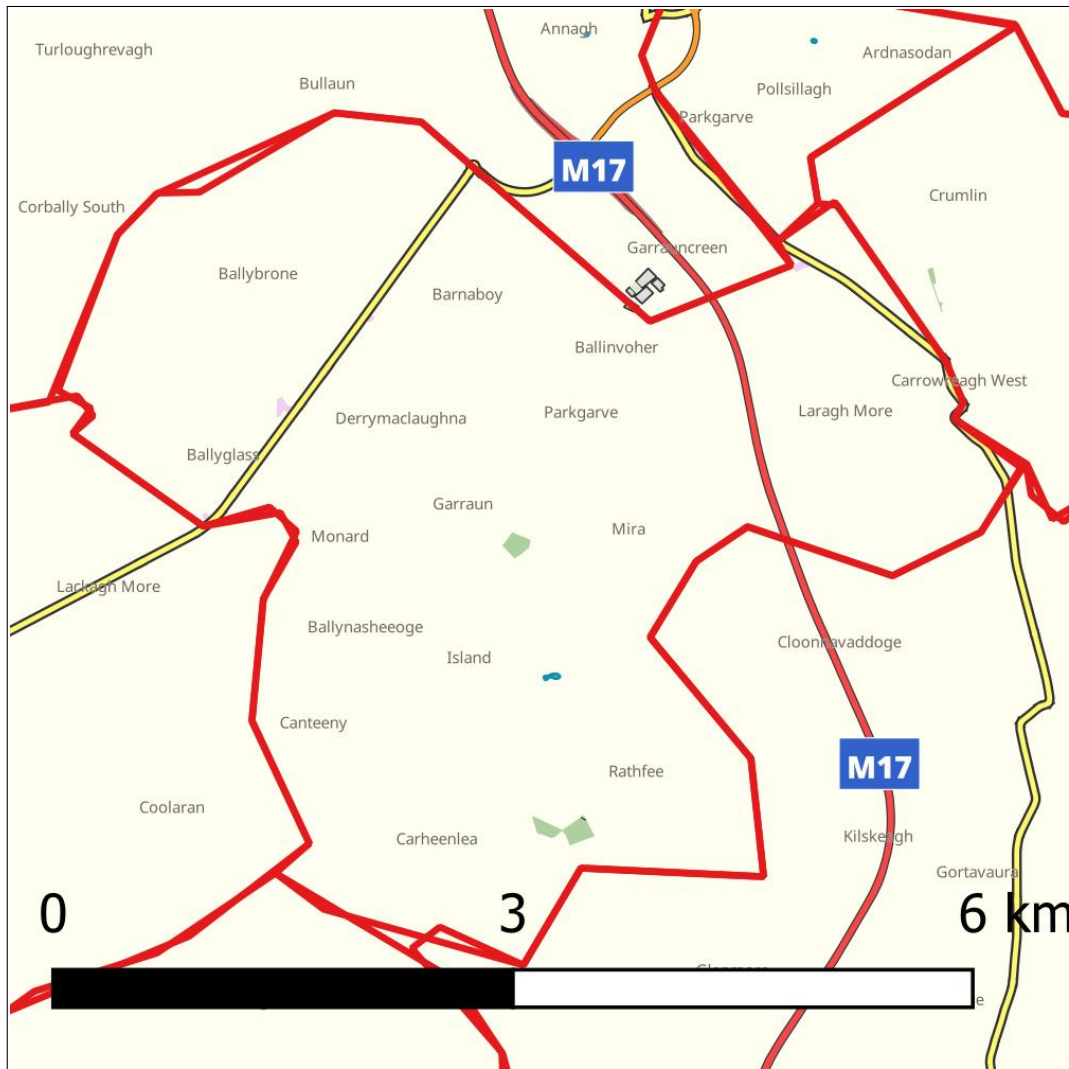 Annagh
Turloughrevagh
Ardnasodan
Bullaun
Pollsillagh
Parkgarve
M17
Crumlin
Corbally South
Garrauncreen
Ballybrone
Barnaboy
Ballinvoher
Carrowreagh West
Parkgarve
Laragh More
Derrymaclaughna
Ballyglass
Garraun
Mira
Monard
Lackagh More
Ballynasheeoge
Cloonnavaddoge
Island
Canteeny
M17
Rathfee
Coolaran
Kilskeagh
Carheenlea
Gortavaura
0 3 6 km